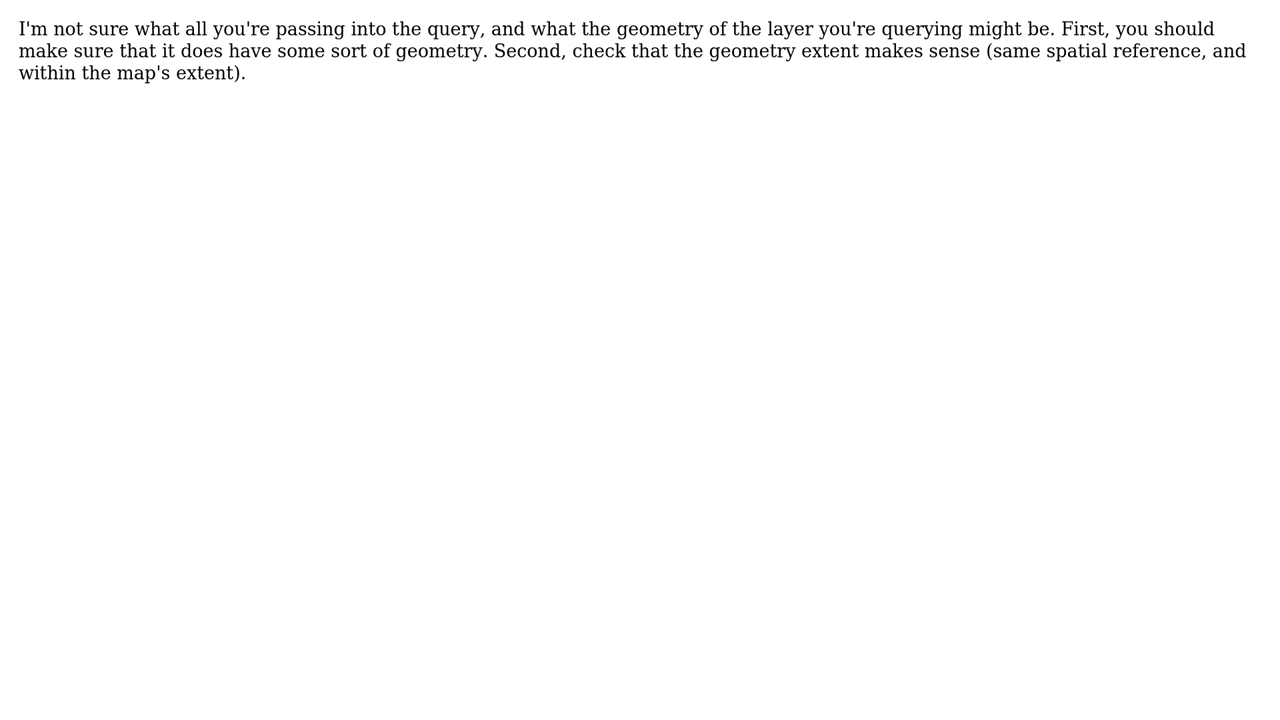 I'm not sure what all you're passing into the query, and what the geometry of the layer you're querying might be. First, you should
make sure that it does have some sort of geometry. Second, check that the geometry extent makes sense (same spatial reference, and
within the map's extent).